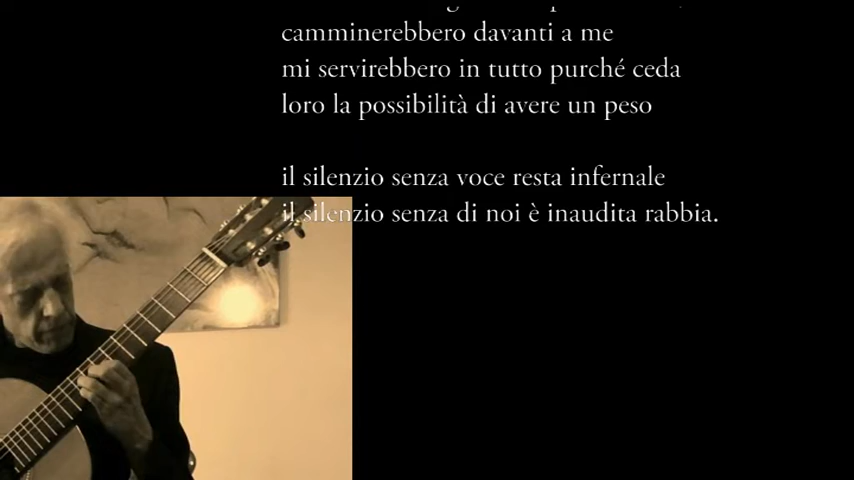 camminerebbero davanti a me
mi servirebbero in tutto purché ceda
loro la possibilità di avere un peso
il silenzio senza voce resta infernale
il silenzio senza di noi è inaudita rabbia.